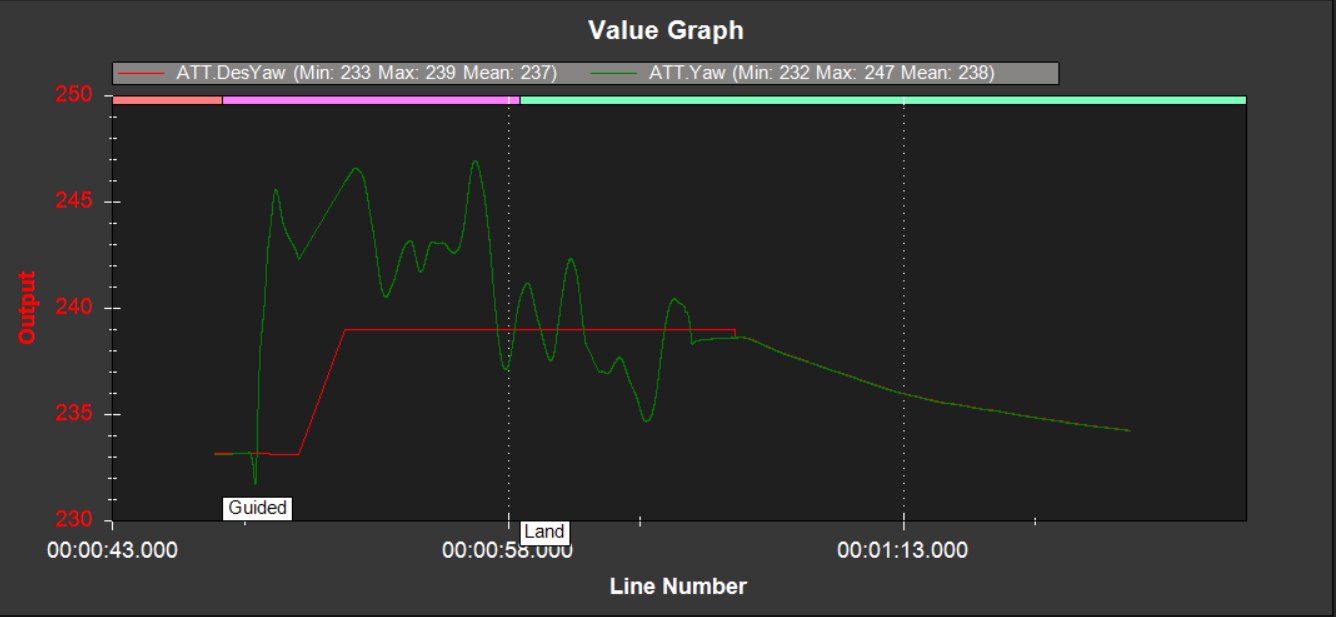 Value Graph
ATT.DesYaw (Min: 233 Max: 239 Mean: 237) ATT.Yaw (Min: 232 Max: 247 Mean: 238)
250
245
240
235
230
Output
Guided
Land
00:00:43.000 00:00:58.000 00:01:13.000
Line Number